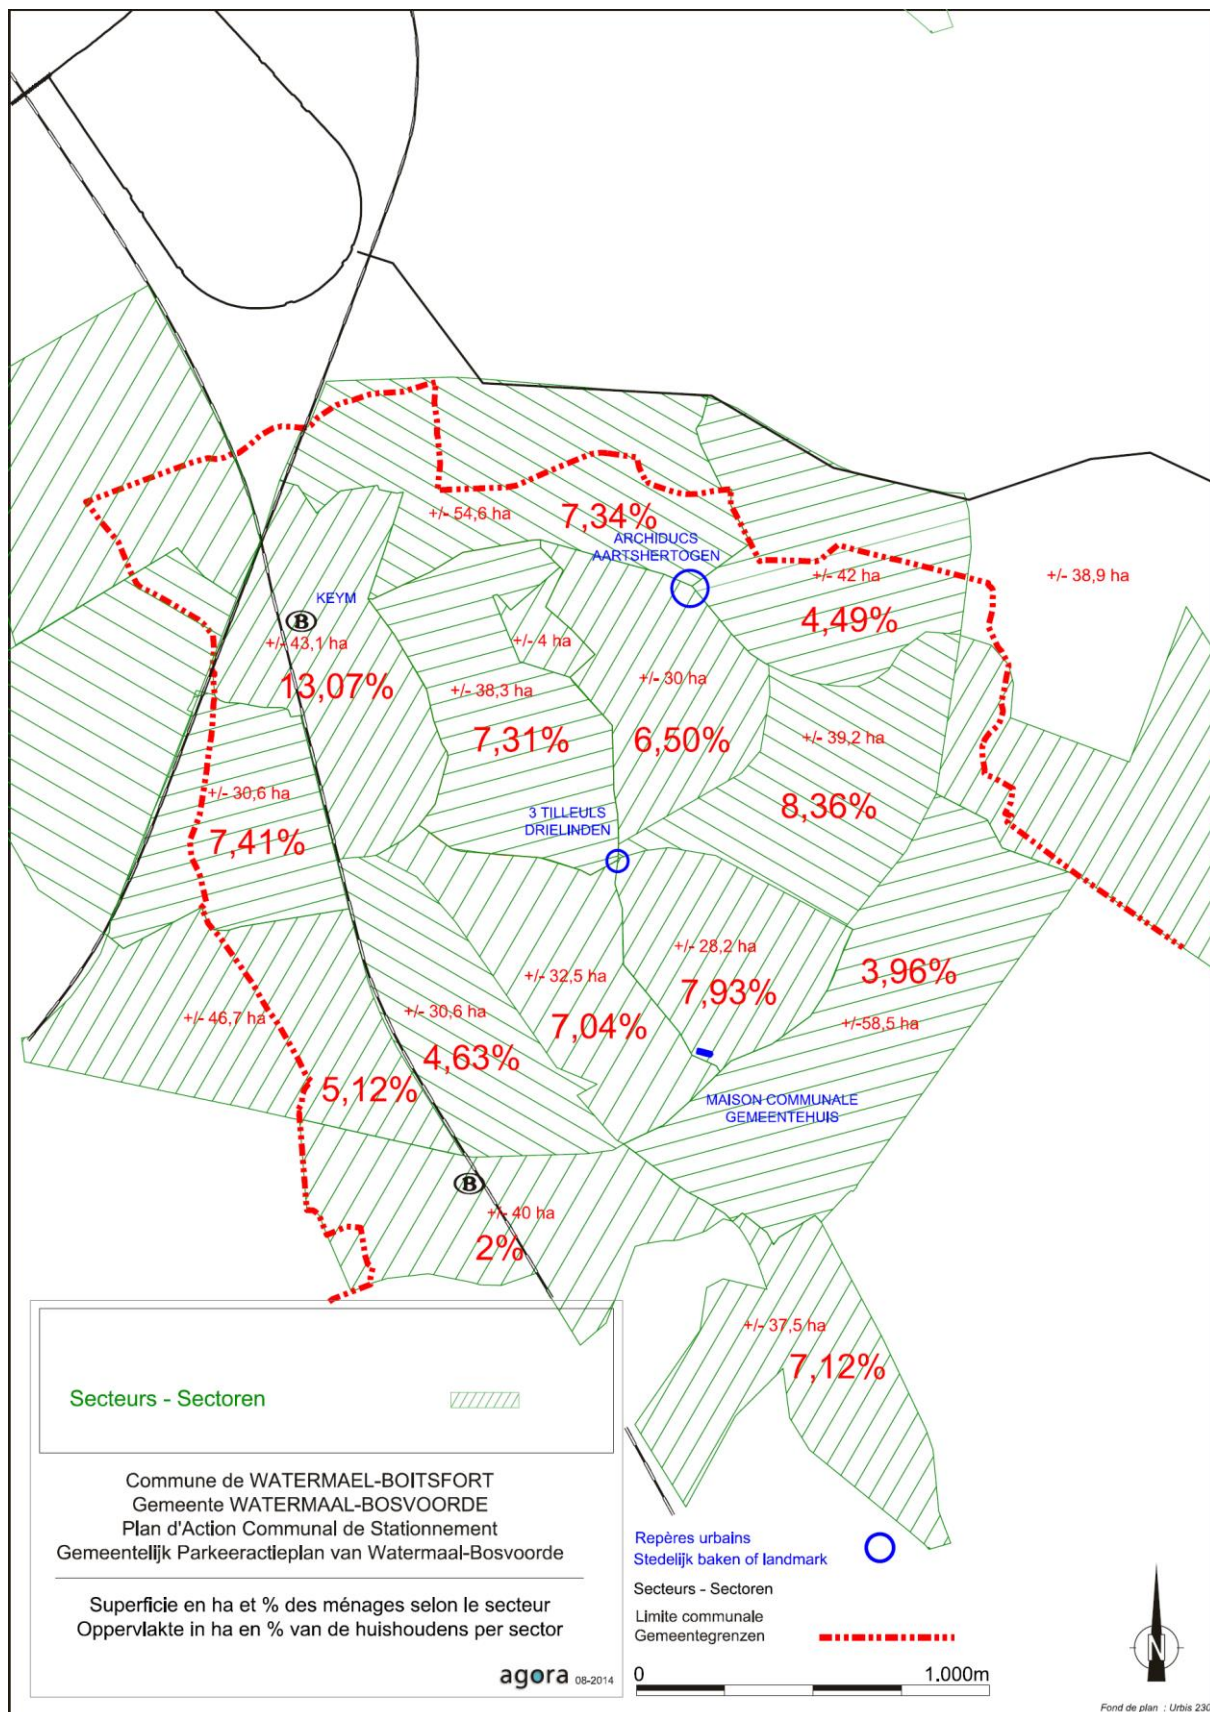 +/- 54,6 ha
7,34%
ARCHIDUCS
AARTSHERTOGEN
+/- 42 ha
4,49%
+/- 38,9 ha
KEYM
B
+/- 43,1 ha
13,07%
+/- 4 ha
+/- 38,3 ha
7,31%
+/- 30 ha
6,50%
+/- 39,2 ha
8,36%
+/- 30,6 ha
7,41%
3 TILLEULS
DRIELINDEN
+/- 28,2 ha
7,93%
3,96%
+/-58,5 ha
+/- 32,5 ha
7,04%
+/- 30,6 ha
4,63%
+/- 46,7 ha
5,12%
MAISON COMMUNALE
GEMEENTEHUIS
B
+/- 40 ha
2%
+/- 37,5 ha
7,12%
Secteurs - Sectoren
Commune de WATERMAEL-BOITSFORT
Gemeente WATERMAAL-BOSVOORDE
Plan d'Action Communal de Stationnement
Gemeentelijk Parkeeractieplan van Watermaal-Bosvoorde
Superficie en ha et % des ménages selon le secteur
Oppervlakte in ha en % van de huishoudens per sector
agora 08-2014
Repères urbains
Stedelijk baken of landmark
Secteurs - Sectoren
Limite communale
Gemeentegrenzen
0 1.000m
N
Fond de plan : Urbis 230